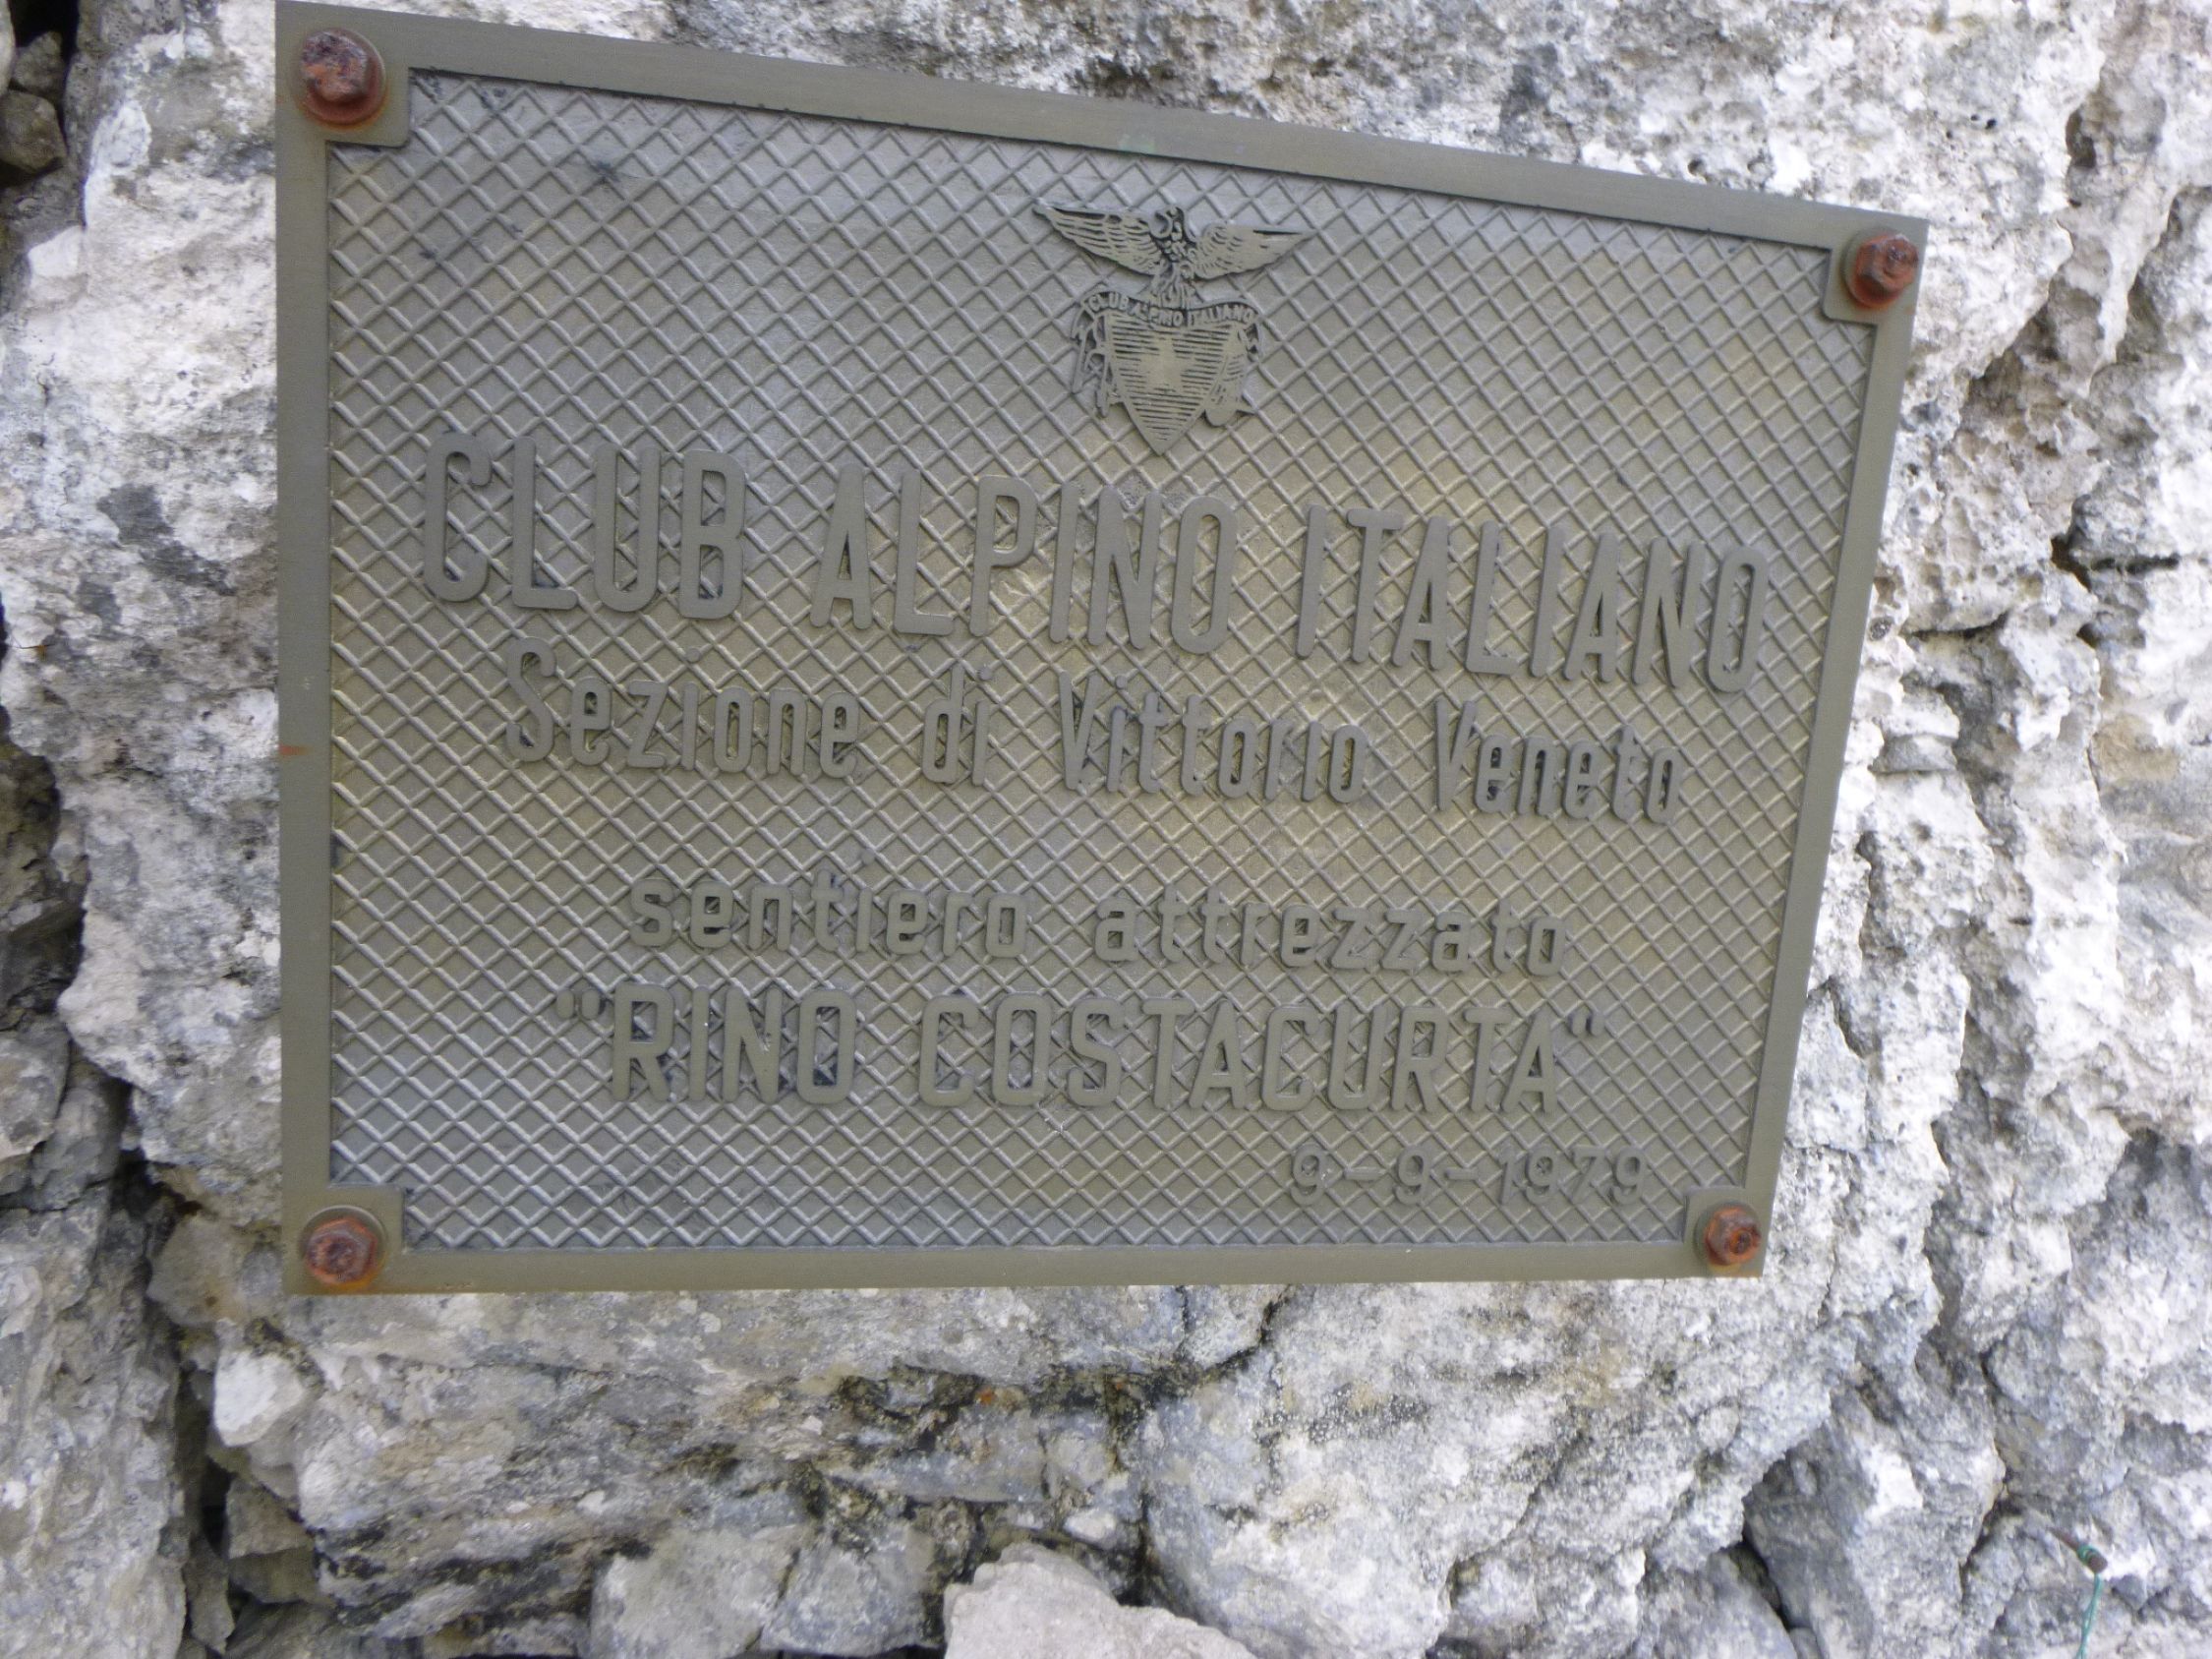 CLUB ALPINO ITALIANO
CLUB ALPINO ITALIANO
Sezione di Vittorio Veneto
sentiero attrezzato
"RINO COSTACURTA"
9-9-1979